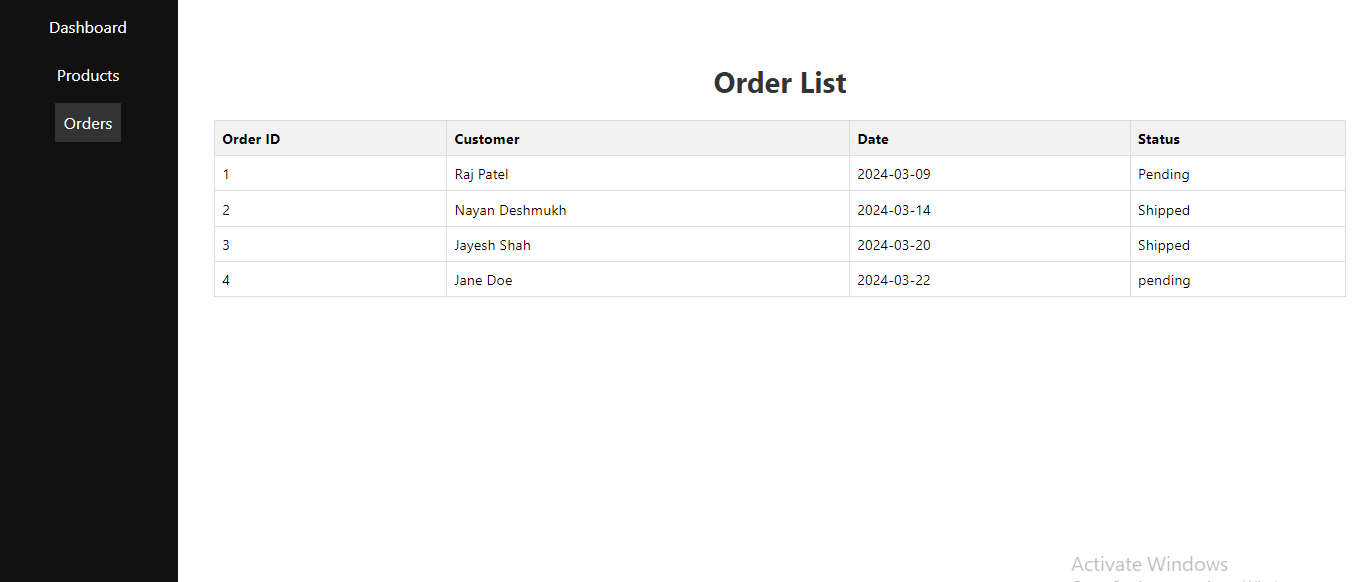 Dashboard
Products
Orders
Order List
Order ID Customer Date Status
1 Raj Patel 2024-03-09 Pending
2 Nayan Deshmukh 2024-03-14 Shipped
3 Jayesh Shah 2024-03-20 Shipped
4 Jane Doe 2024-03-22 pending
Activate Windows